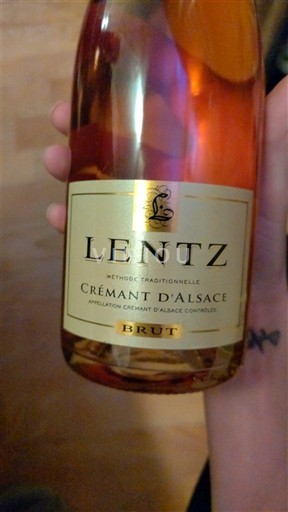 L
LENTZ
MÉTHODE TRADITIONNELLE
CRÉMANT D'ALSACE
APPELLATION CRÉMANT D'ALSACE CONTRÔLÉE
BRUT